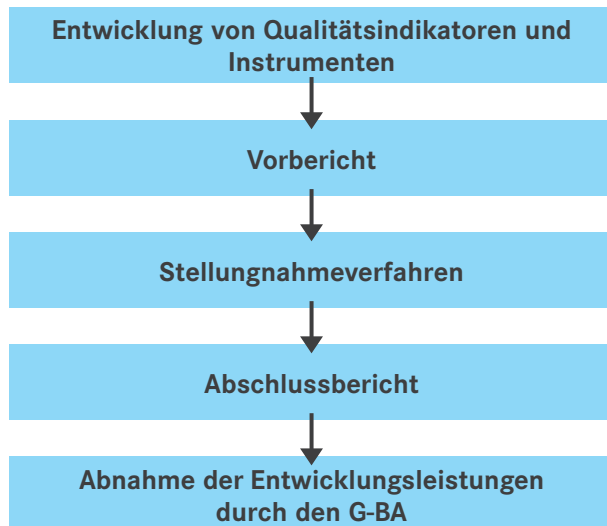 Entwicklung von Qualitätsindikatoren und
Instrumenten
Vorbericht
Stellungnahmeverfahren
Abschlussbericht
Abnahme der Entwicklungsleistungen
durch den G-BA